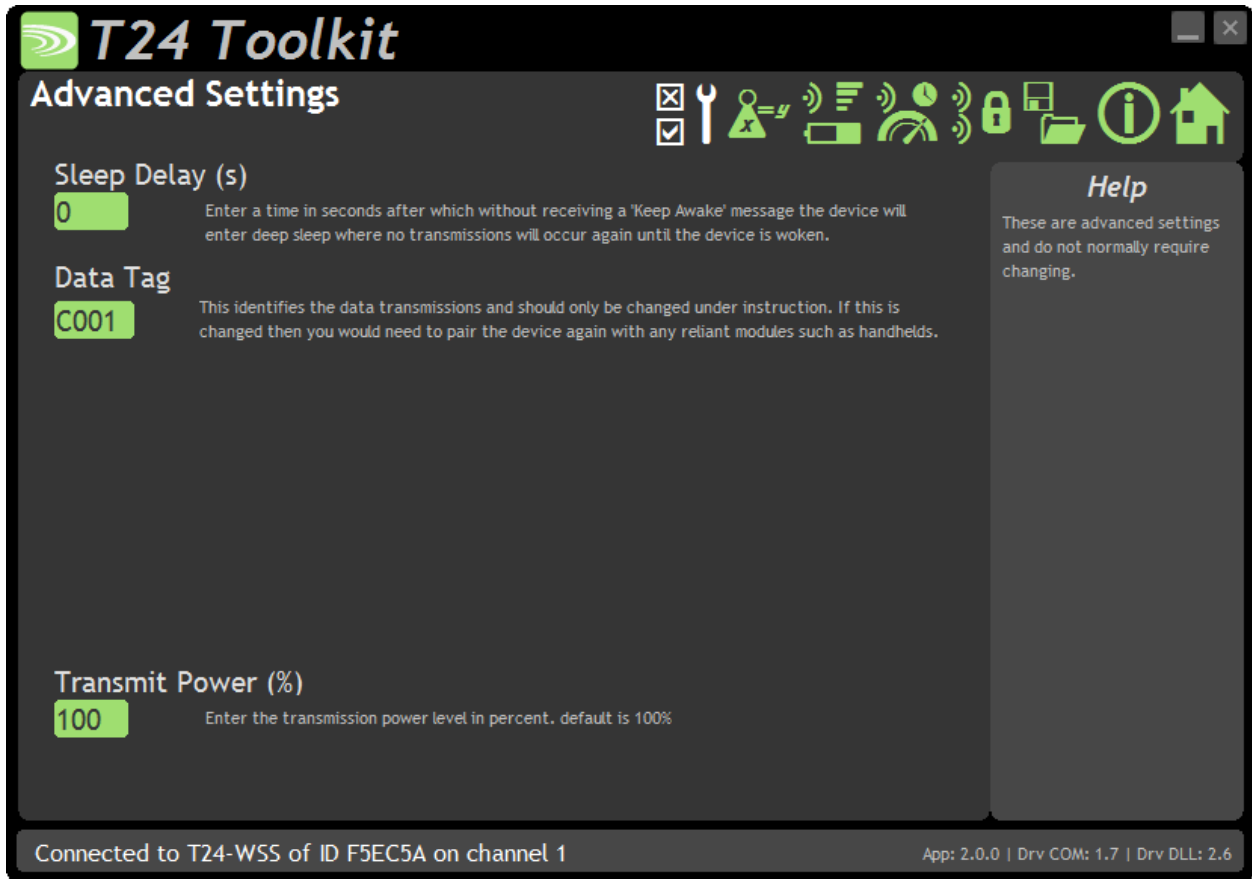 T24 Toolkit
Advanced Settings
x=y
Sleep Delay (s)
0
Enter a time in seconds after which without receiving a 'Keep Awake' message the device will
enter deep sleep where no transmissions will occur again until the device is woken.
Data Tag
C001
This identifies the data transmissions and should only be changed under instruction. If this is
changed then you would need to pair the device again with any reliant modules such as handhelds.
Transmit Power (%)
100
Enter the transmission power level in percent. default is 100%
Help
These are advanced settings
and do not normally require
changing.
Connected to T24-WSS of ID F5EC5A on channel 1
App: 2.0.0 | Drv COM: 1.7 | Drv DLL: 2.6